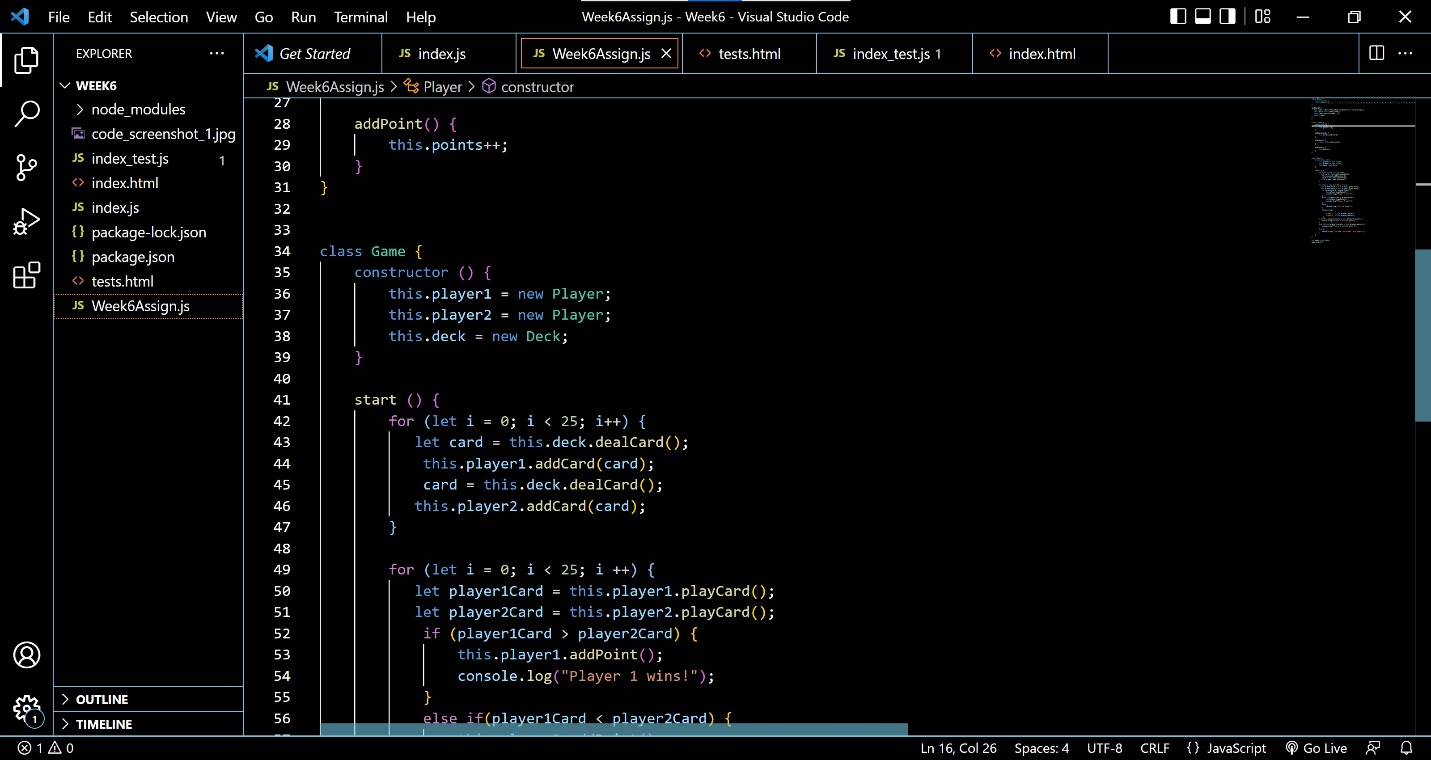 File Edit Selection View Go Run Terminal Help Week6Assign.js - Week6 - Visual Studio Code
EXPLORER ··· Get Started JS index.js JS Week6Assign.js <> tests.html JS index_test.js 1 <> index.html ···
WEEK6
node_modules
code_screenshot_1.jpg
JS index_test.js 1
<> index.html
JS index.js
{} package-lock.json
{} package.json
<> tests.html
JS Week6Assign.js
OUTLINE
TIMELINE
JS Week6Assign.js > Player > constructor
27
28 addPoint() {
29 this.points++;
30 }
31 }
32
33
34 class Game {
35 constructor () {
36 this.player1 = new Player;
37 this.player2 = new Player;
38 this.deck = new Deck;
39 }
40
41 start () {
42 for (let i = 0; i < 25; i++) {
43 let card = this.deck.dealCard();
44 this.player1.addCard(card);
45 card = this.deck.dealCard();
46 this.player2.addCard(card);
47 }
48
49 for (let i = 0; i < 25; i ++) {
50 let player1Card = this.player1.playCard();
51 let player2Card = this.player2.playCard();
52 if (player1Card > player2Card) {
53 this.player1.addPoint();
54 console.log("Player 1 wins!");
55 }
56 else if(player1Card < player2Card) {
1
1 0 Ln 16, Col 26 Spaces: 4 UTF-8 CRLF {} JavaScript Go Live